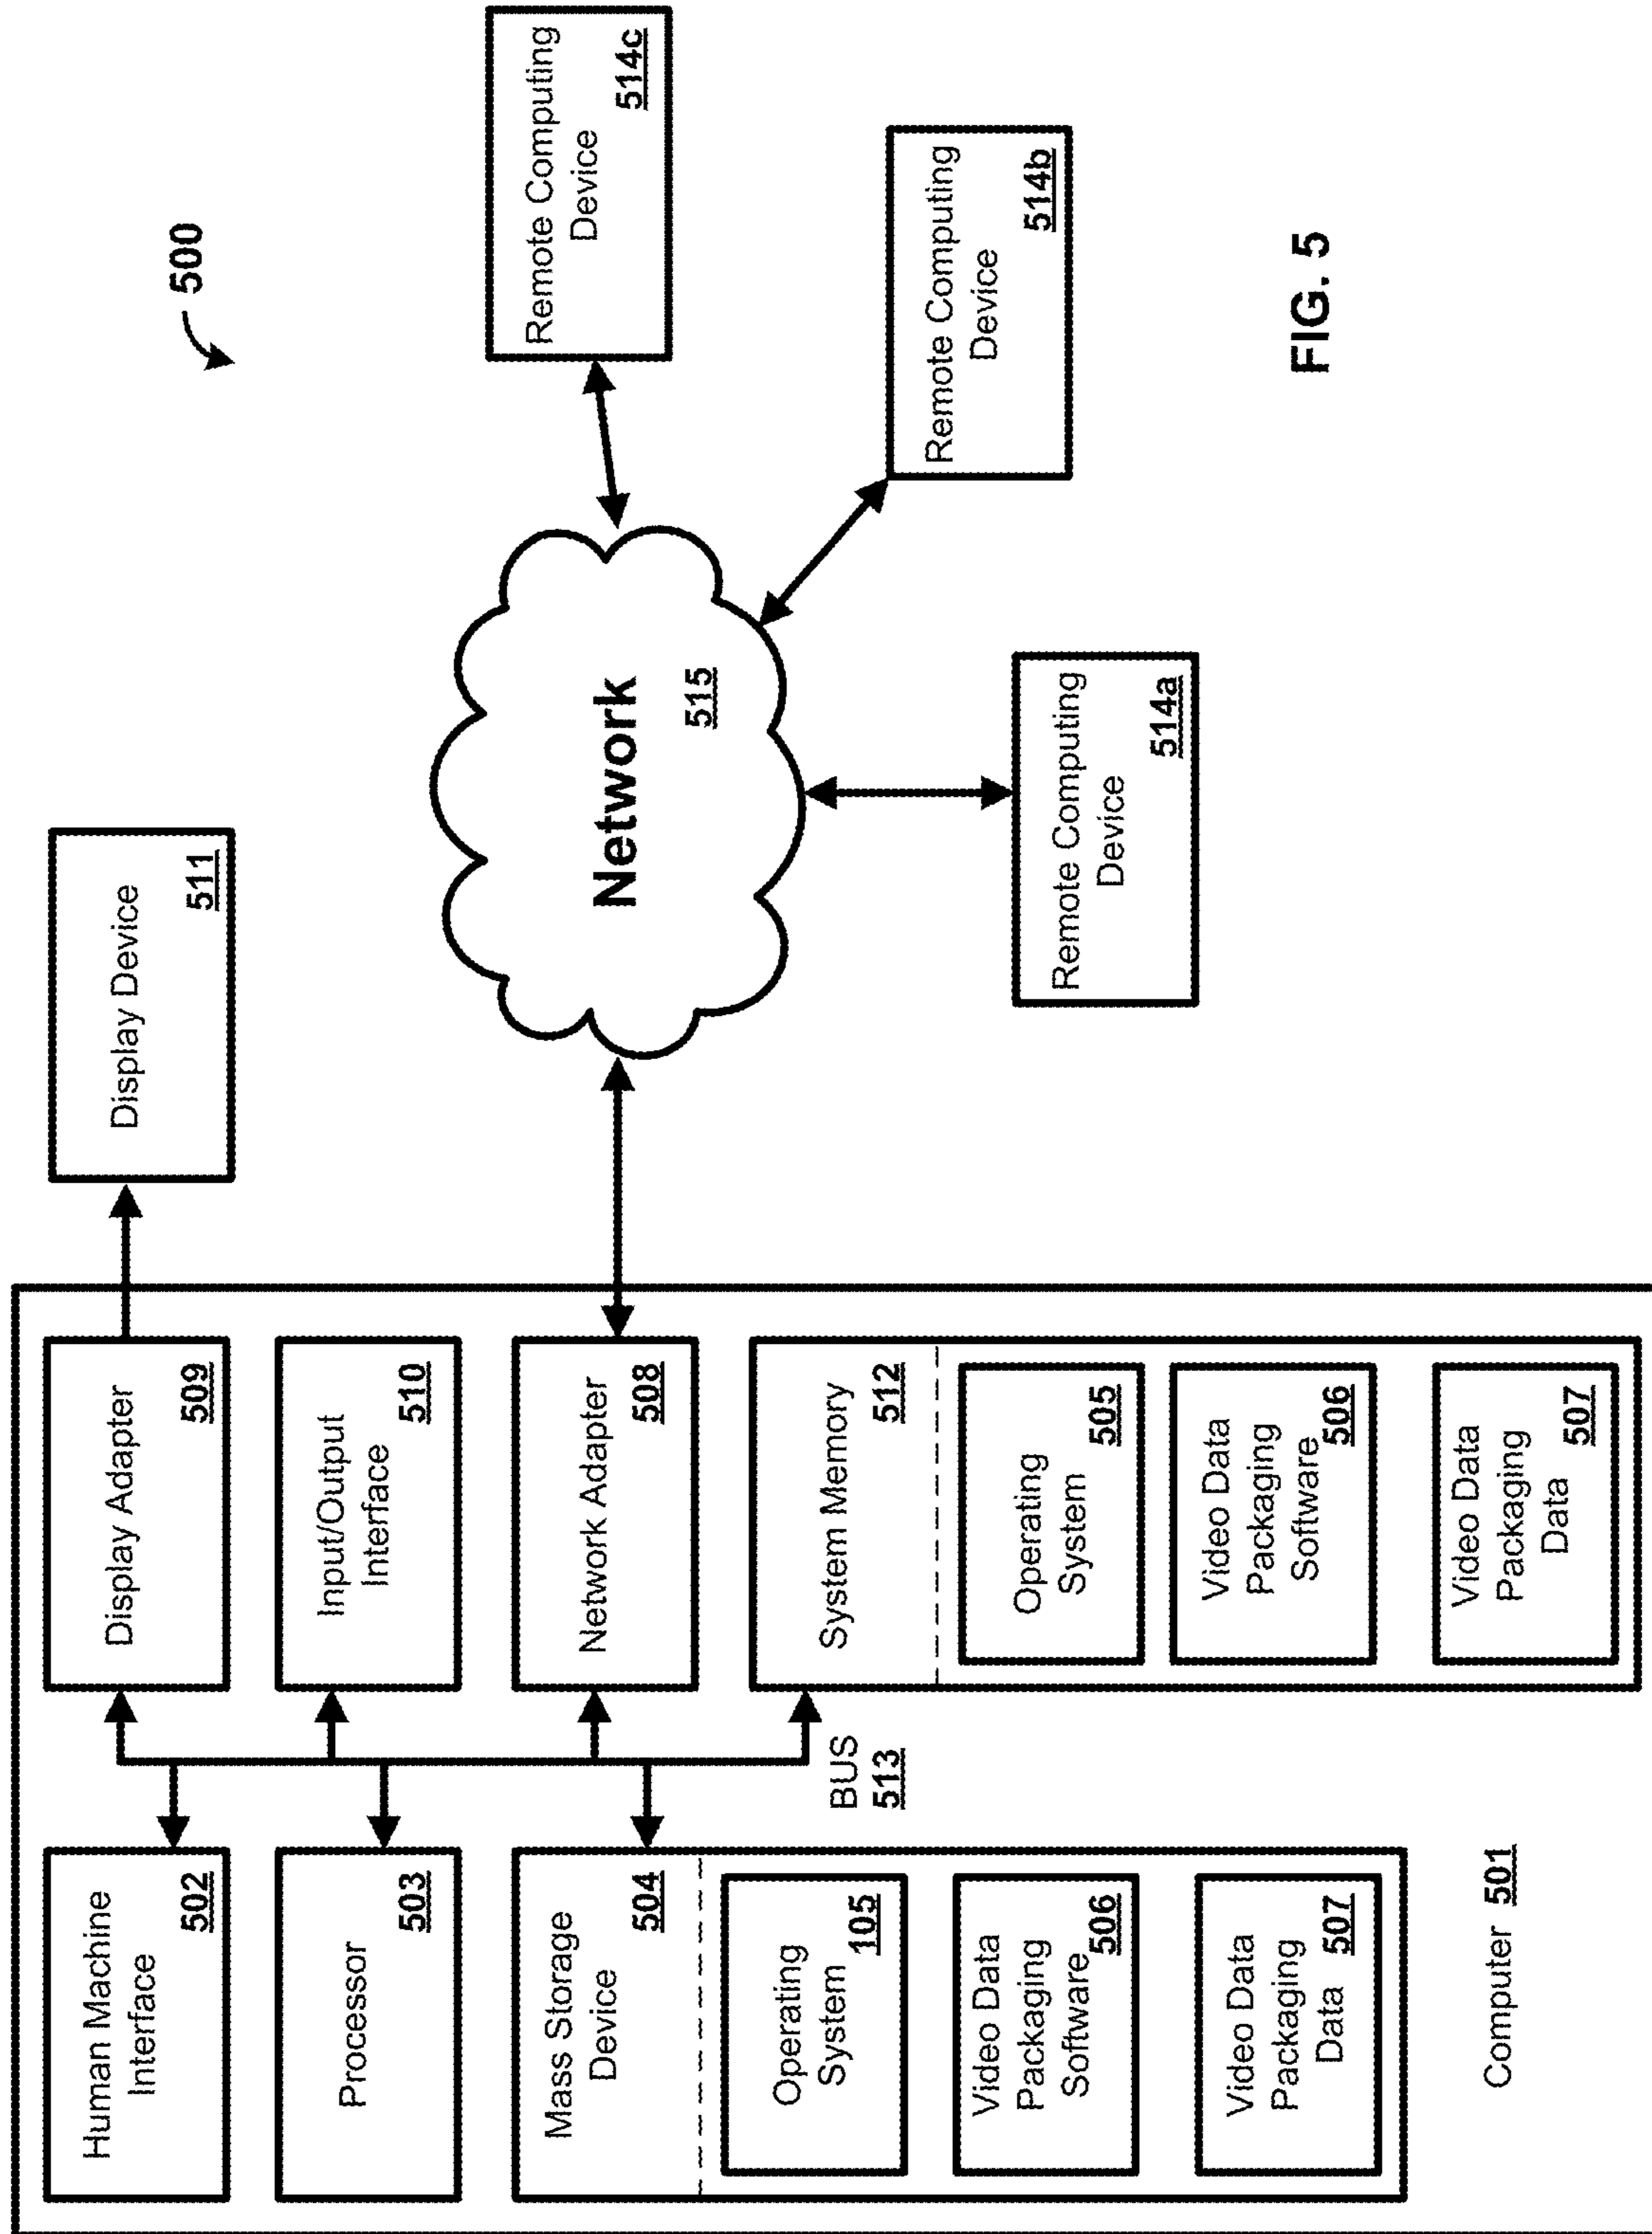 500
Human Machine
Interface
502
Processor
503
Mass Storage
Device
504
Operating
System
105
Video Data
Packaging
Software
506
Video Data
Packaging
Data
507
Computer 501
BUS
513
Display Adapter
509
Input/Output
Interface
510
Network Adapter
508
System Memory
512
Operating
System
505
Video Data
Packaging
Software
506
Video Data
Packaging
Data
507
Display Device
511
Network
515
Remote Computing
Device
514a
Remote Computing
Device
514b
Remote Computing
Device
514c
FIG. 5